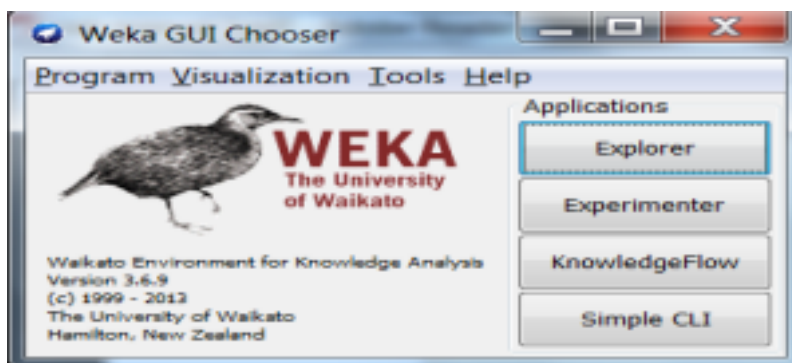 Weka GUI Chooser
Program Visualization Tools Help
WEKA
The University
of Waikato
Waikato Environment for Knowledge Analysis
Version 3.6.9
(c) 1999 - 2013
The University of Waikato
Hamilton, New Zealand
Applications
Explorer
Experimenter
KnowledgeFlow
Simple CLI